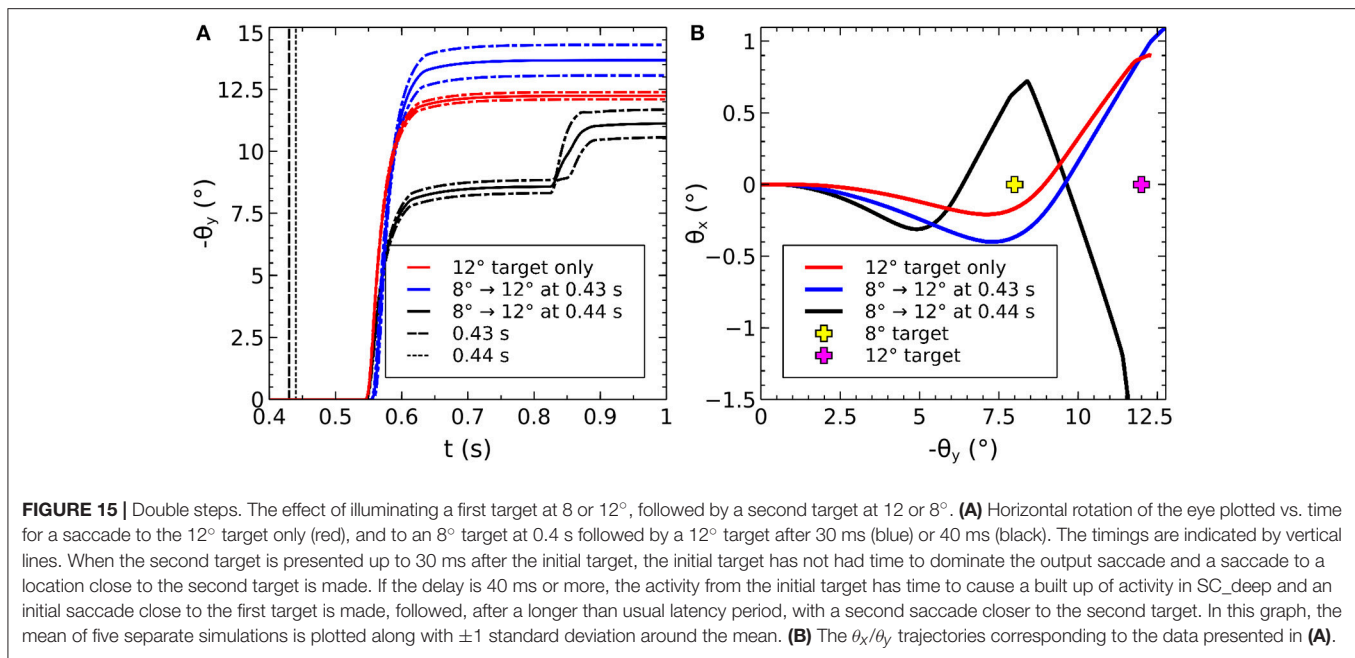 A
15
12.5
10
7.5
5
2.5
0
-θy (°)
0.4 0.5 0.6 0.7 0.8 0.9 1
t (s)
12° target only
8° → 12° at 0.43 s
8° → 12° at 0.44 s
0.43 s
0.44 s
B
1
0.5
0
−0.5
−1
−1.5
θx (°)
0 2.5 5 7.5 10 12.5
-θy (°)
12° target only
8° → 12° at 0.43 s
8° → 12° at 0.44 s
8° target
12° target
FIGURE 15 | Double steps. The effect of illuminating a first target at 8 or 12°, followed by a second target at 12 or 8°. (A) Horizontal rotation of the eye plotted vs. time
for a saccade to the 12° target only (red), and to an 8° target at 0.4 s followed by a 12° target after 30 ms (blue) or 40 ms (black). The timings are indicated by vertical
lines. When the second target is presented up to 30 ms after the initial target, the initial target has not had time to dominate the output saccade and a saccade to a
location close to the second target is made. If the delay is 40 ms or more, the activity from the initial target has time to cause a built up of activity in SC_deep and an
initial saccade close to the first target is made, followed, after a longer than usual latency period, with a second saccade closer to the second target. In this graph, the
mean of five separate simulations is plotted along with ±1 standard deviation around the mean. (B) The θx/θy trajectories corresponding to the data presented in (A).